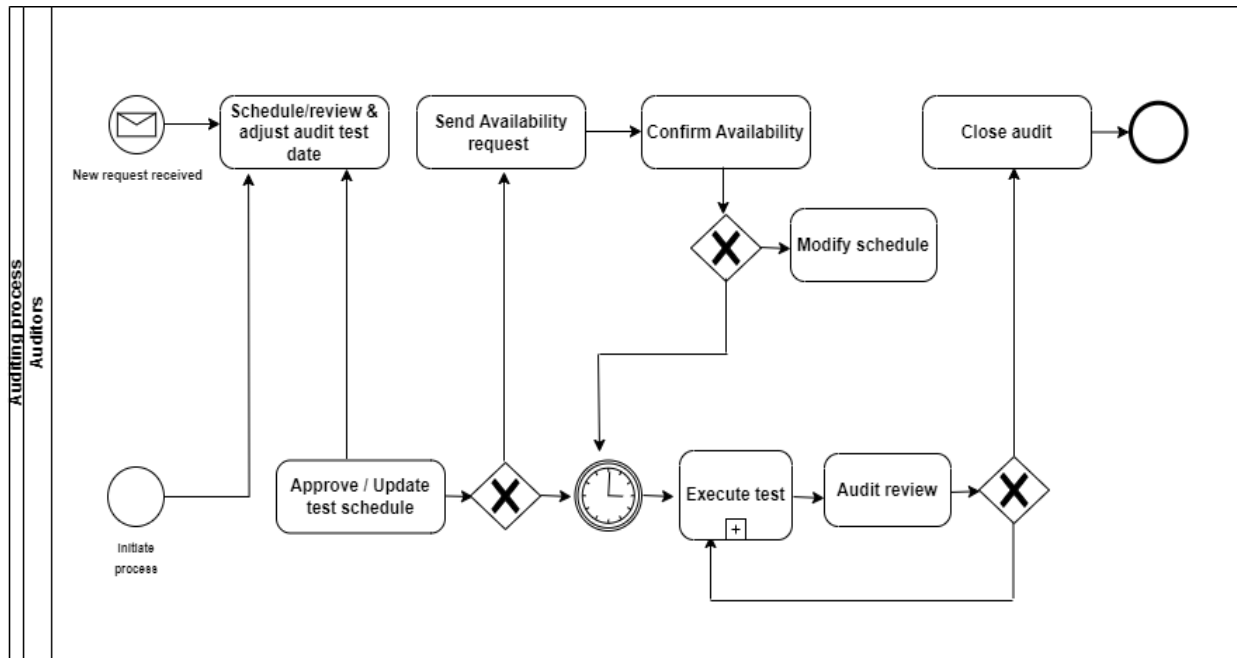 Auditing process
Auditors
New request received
Schedule/review &
adjust audit test
date
Send Availability
request
Confirm Availability
Close audit
Modify schedule
Initiate
process
Approve / Update
test schedule
Execute test
+
Audit review